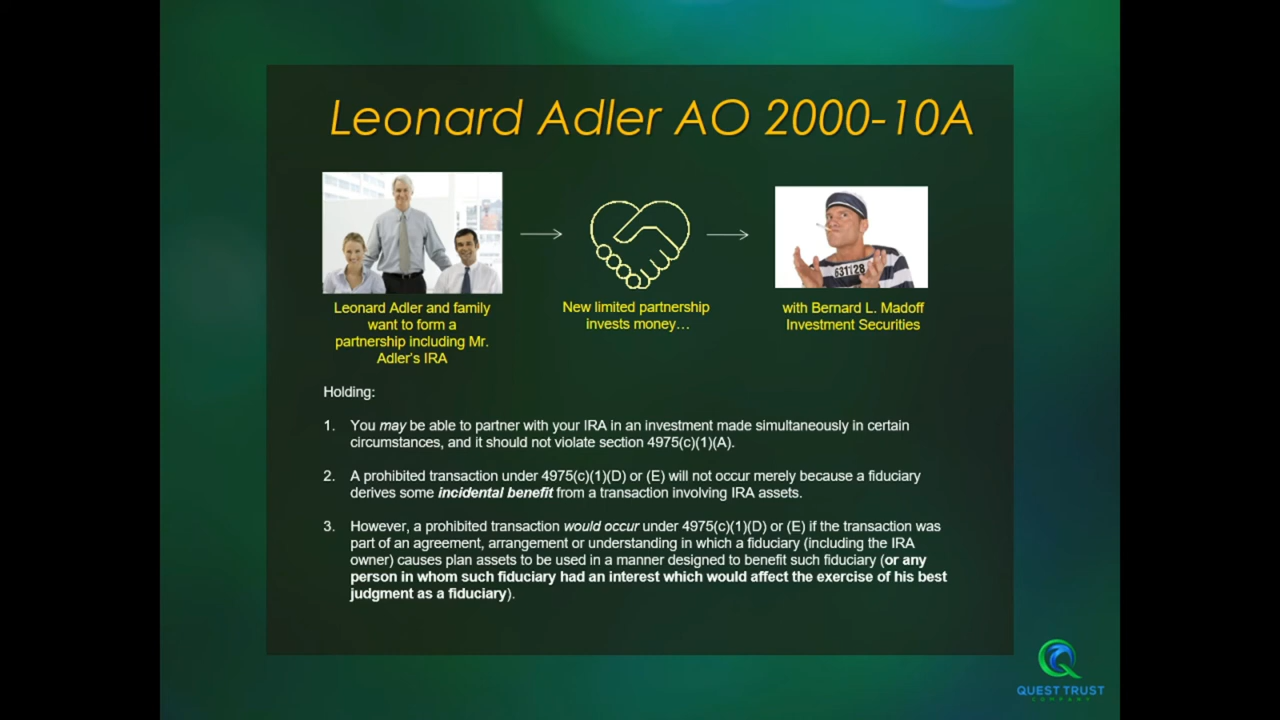 Leonard Adler AO 2000-10A
631128
Leonard Adler and family
want to form a
partnership including Mr.
Adler's IRA
New limited partnership
invests money…
with Bernard L. Madoff
Investment Securities
Holding:
1. You may be able to partner with your IRA in an investment made simultaneously in certain
circumstances, and it should not violate section 4975(c)(1)(A).
2. A prohibited transaction under 4975(c)(1)(D) or (E) will not occur merely because a fiduciary
derives some incidental benefit from a transaction involving IRA assets.
3. However, a prohibited transaction would occur under 4975(c)(1)(D) or (E) if the transaction was
part of an agreement, arrangement or understanding in which a fiduciary (including the IRA
owner) causes plan assets to be used in a manner designed to benefit such fiduciary (or any
person in whom such fiduciary had an interest which would affect the exercise of his best
judgment as a fiduciary).
QUEST TRUST
COMPANY